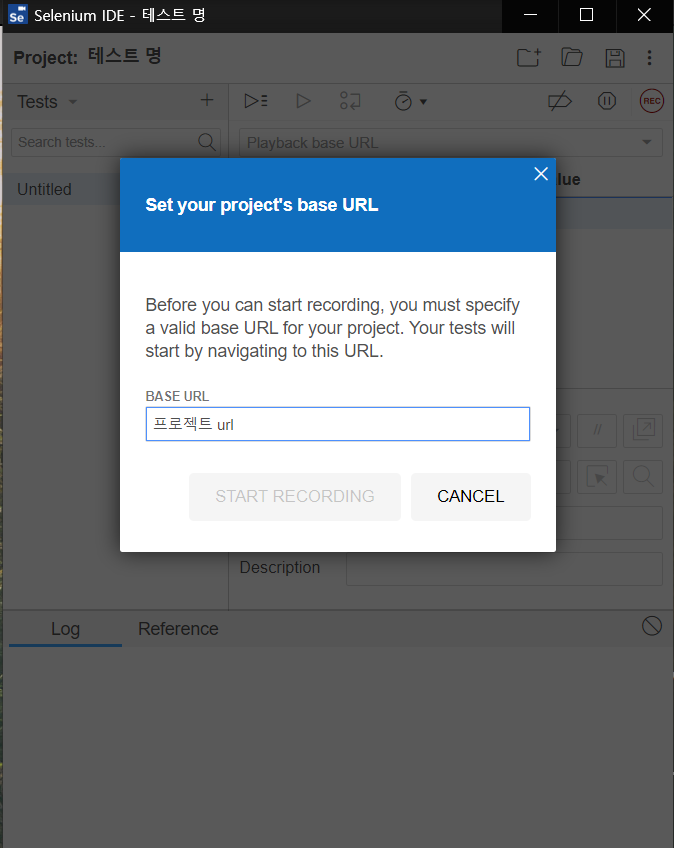 Se
Selenium IDE - 테스트 명
Project: 테스트 명
Tests
REC
Search tests...
Playback base URL
Untitled
lue
Set your project's base URL
Before you can start recording, you must specify
a valid base URL for your project. Your tests will
start by navigating to this URL.
BASE URL
프로젝트 url
//
START RECORDING
CANCEL
Description
Log
Reference